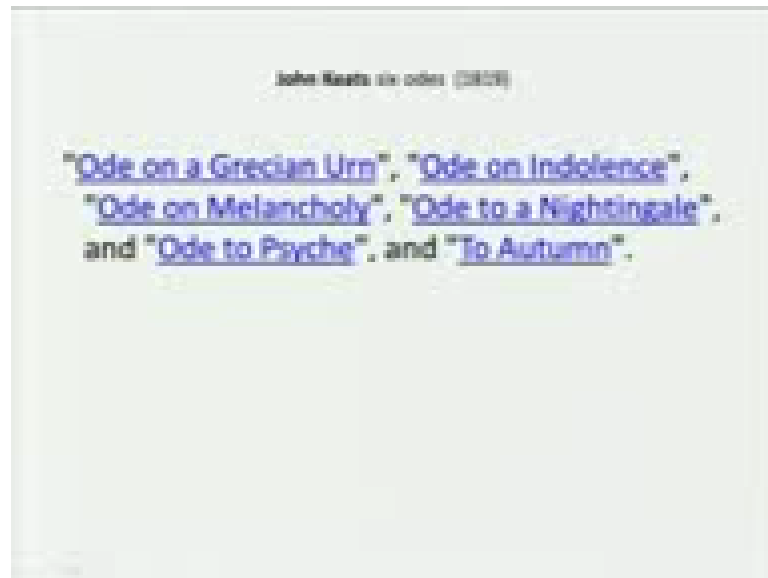 John Keats six odes (1819)
"Ode on a Grecian Urn", "Ode on Indolence",
"Ode on Melancholy", "Ode to a Nightingale",
and "Ode to Psyche", and "To Autumn".